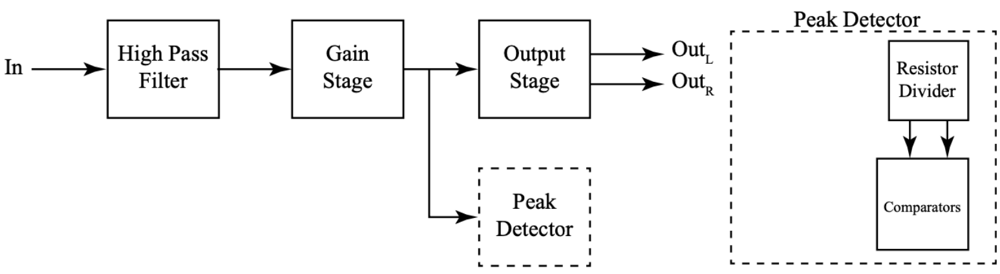 In
High Pass
Filter
Gain
Stage
Output
Stage
Out_L
Out_R
Peak
Detector
Peak Detector
Resistor
Divider
Comparators